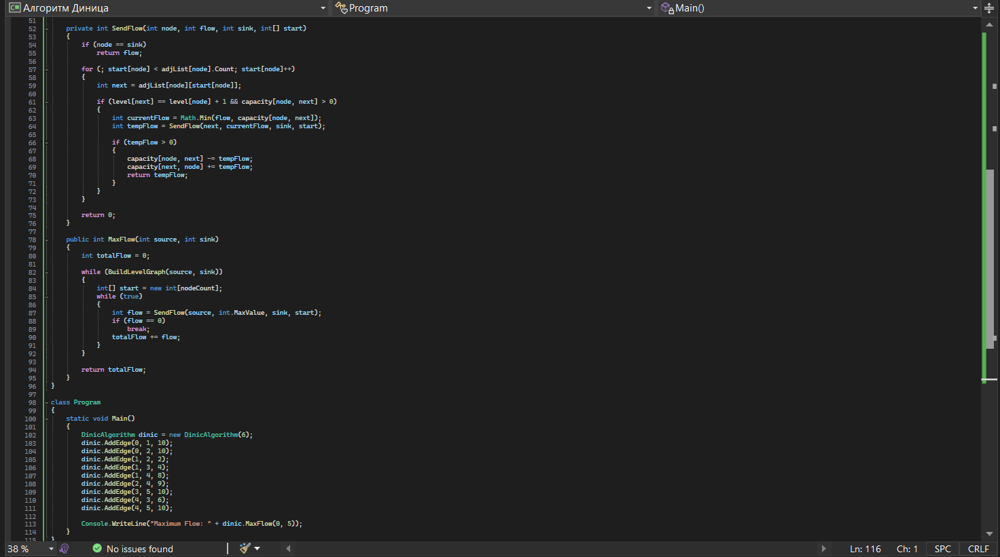 C# Алгоритм Диница Program Main()
51
52 private int SendFlow(int node, int flow, int sink, int[] start)
53 {
54 if (node == sink)
55 return flow;
56
57 for (; start[node] < adjList[node].Count; start[node]++)
58 {
59 int next = adjList[node][start[node]];
60
61 if (level[next] == level[node] + 1 && capacity[node, next] > 0)
62 {
63 int currentFlow = Math.Min(flow, capacity[node, next]);
64 int tempFlow = SendFlow(next, currentFlow, sink, start);
65
66 if (tempFlow > 0)
67 {
68 capacity[node, next] -= tempFlow;
69 capacity[next, node] += tempFlow;
70 return tempFlow;
71 }
72 }
73 }
74
75 return 0;
76 }
77
78 public int MaxFlow(int source, int sink)
79 {
80 int totalFlow = 0;
81
82 while (BuildLevelGraph(source, sink))
83 {
84 int[] start = new int[nodeCount];
85 while (true)
86 {
87 int flow = SendFlow(source, int.MaxValue, sink, start);
88 if (flow == 0)
89 break;
90 totalFlow += flow;
91 }
92 }
93
94 return totalFlow;
95 }
96 }
97
98 class Program
99 {
100 static void Main()
101 {
102 DinicAlgorithm dinic = new DinicAlgorithm(6);
103 dinic.AddEdge(0, 1, 10);
104 dinic.AddEdge(0, 2, 10);
105 dinic.AddEdge(1, 2, 2);
106 dinic.AddEdge(1, 3, 4);
107 dinic.AddEdge(1, 4, 8);
108 dinic.AddEdge(2, 4, 9);
109 dinic.AddEdge(3, 5, 10);
110 dinic.AddEdge(4, 3, 6);
111 dinic.AddEdge(4, 5, 10);
112
113 Console.WriteLine("Maximum Flow: " + dinic.MaxFlow(0, 5));
114 }
115 }
38 % No issues found Ln: 116 Ch: 1 SPC CRLF